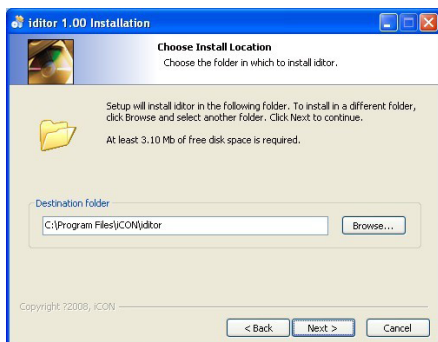 iditor 1.00 Installation
Choose Install Location
Choose the folder in which to install iditor.
Setup will install iditor in the following folder. To install in a different folder,
click Browse and select another folder. Click Next to continue.
At least 3.10 Mb of free disk space is required.
Destination folder
C:\Program Files\iCON\iditor
Browse...
Copyright ?2008, iCON
< Back
Next >
Cancel